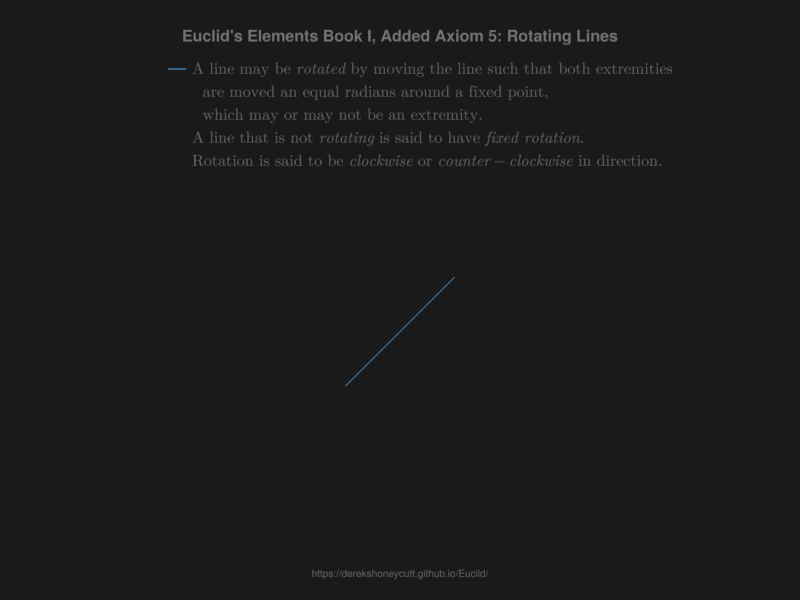 Euclid's Elements Book I, Added Axiom 5: Rotating Lines
A line may be rotated by moving the line such that both extremities
are moved an equal radians around a fixed point,
which may or may not be an extremity.
A line that is not rotating is said to have fixed rotation.
Rotation is said to be clockwise or counter − clockwise in direction.
https://derekshoneycutt.github.io/Euclid/